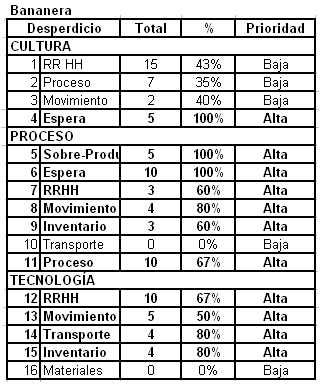 Bananera
Desperdicio Total % Prioridad
CULTURA
1 RR HH 15 43% Baja
2 Proceso 7 35% Baja
3 Movimiento 2 40% Baja
4 Espera 5 100% Alta
PROCESO
5 Sobre-Produ 5 100% Alta
6 Espera 10 100% Alta
7 RRHH 3 60% Alta
8 Movimiento 4 80% Alta
9 Inventario 3 60% Alta
10 Transporte 0 0% Baja
11 Proceso 10 67% Alta
TECNOLOGÍA
12 RRHH 10 67% Alta
13 Movimiento 5 50% Alta
14 Transporte 4 80% Alta
15 Inventario 4 80% Alta
16 Materiales 0 0% Baja